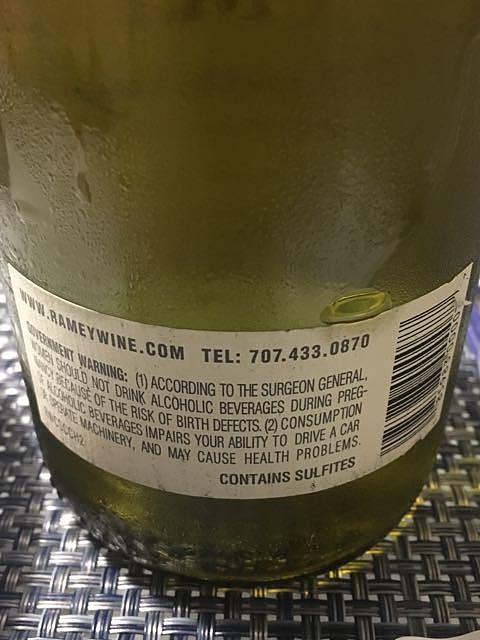 WWW.RAMEYWINE.COM TEL: 707.433.0870
GOVERNMENT WARNING: (1) ACCORDING TO THE SURGEON GENERAL,
WOMEN SHOULD NOT DRINK ALCOHOLIC BEVERAGES DURING PREG-
NANCY BECAUSE OF THE RISK OF BIRTH DEFECTS. (2) CONSUMPTION
OF ALCOHOLIC BEVERAGES IMPAIRS YOUR ABILITY TO DRIVE A CAR
OR OPERATE MACHINERY, AND MAY CAUSE HEALTH PROBLEMS.
CONTAINS SULFITES